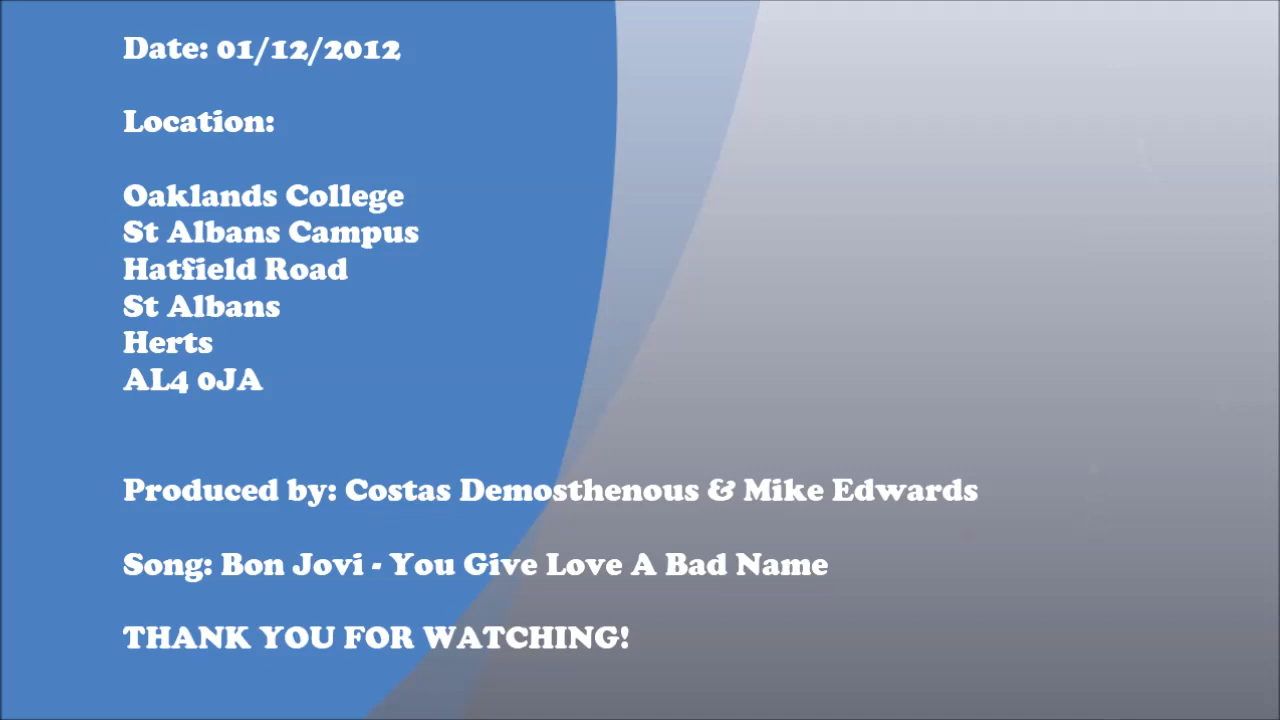 Date: 01/12/2012
Location:
Oaklands College
St Albans Campus
Hatfield Road
St Albans
Herts
AL4 0JA
Produced by: Costas Demosthenous & Mike Edwards
Song: Bon Jovi - You Give Love A Bad Name
THANK YOU FOR WATCHING!